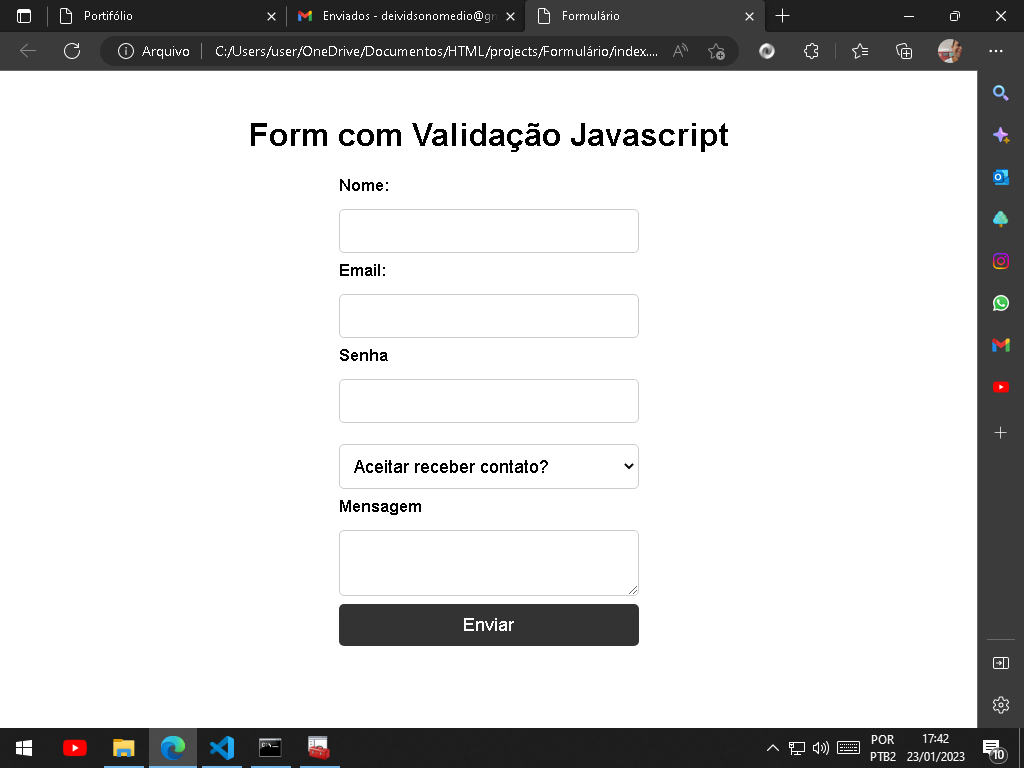 Portifólio
Enviados - deividsonomedio@gm
Formulário
Arquivo
C:/Users/user/OneDrive/Documentos/HTML/projects/Formulário/index....
Form com Validação Javascript
Nome:
Email:
Senha
Aceitar receber contato?
Mensagem
Enviar
POR
PTB2
17:42
23/01/2023
10